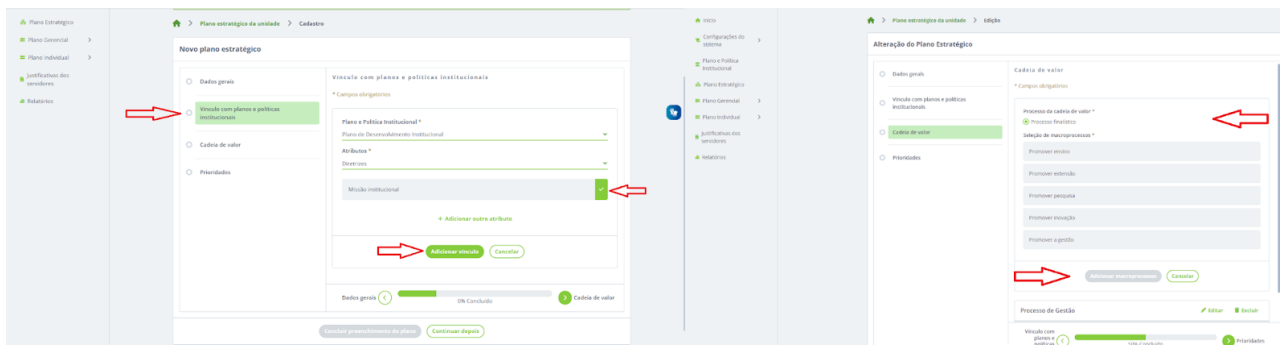 Plano Estratégico
Plano Gerencial >
Plano Individual >
Justificativas dos
servidores
Relatórios
> Plano estratégico da unidade > Cadastro
Novo plano estratégico
Dados gerais
Vínculo com planos e políticas
institucionais
Cadeia de valor
Prioridades
Vínculo com planos e políticas institucionais
* Campos obrigatórios
Plano e Política Institucional *
Plano de Desenvolvimento Institucional
Atributos *
Diretrizes
Missão institucional
+ Adicionar outro atributo
Adicionar vínculo
Cancelar
Dados gerais
0% Concluído
Cadeia de valor
Concluir preenchimento do plano
Continuar depois
Início
Configurações do
sistema >
Plano e Política
Institucional
Plano Estratégico
Plano Gerencial >
Plano Individual >
Justificativas dos
servidores
Relatórios
> Plano estratégico da unidade > Edição
Alteração do Plano Estratégico
Dados gerais
Vínculo com planos e políticas
institucionais
Cadeia de valor
Prioridades
Cadeia de valor
* Campos obrigatórios
Processo da cadeia de valor *
Processo finalístico
Seleção de macroprocessos *
Promover ensino
Promover extensão
Promover pesquisa
Promover inovação
Promover a gestão
Adicionar macroprocesso
Cancelar
Processo de Gestão
Editar
Excluir
Vínculo com
planos e
políticas
Concluído
Prioridades